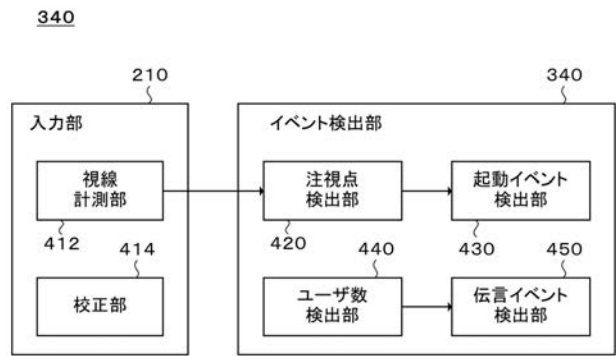 340
210
340
入力部
イベント検出部
視線
計測部
注視点
検出部
起動イベント
検出部
412
414
420
440
430
450
校正部
ユーザ数
検出部
伝言イベント
検出部